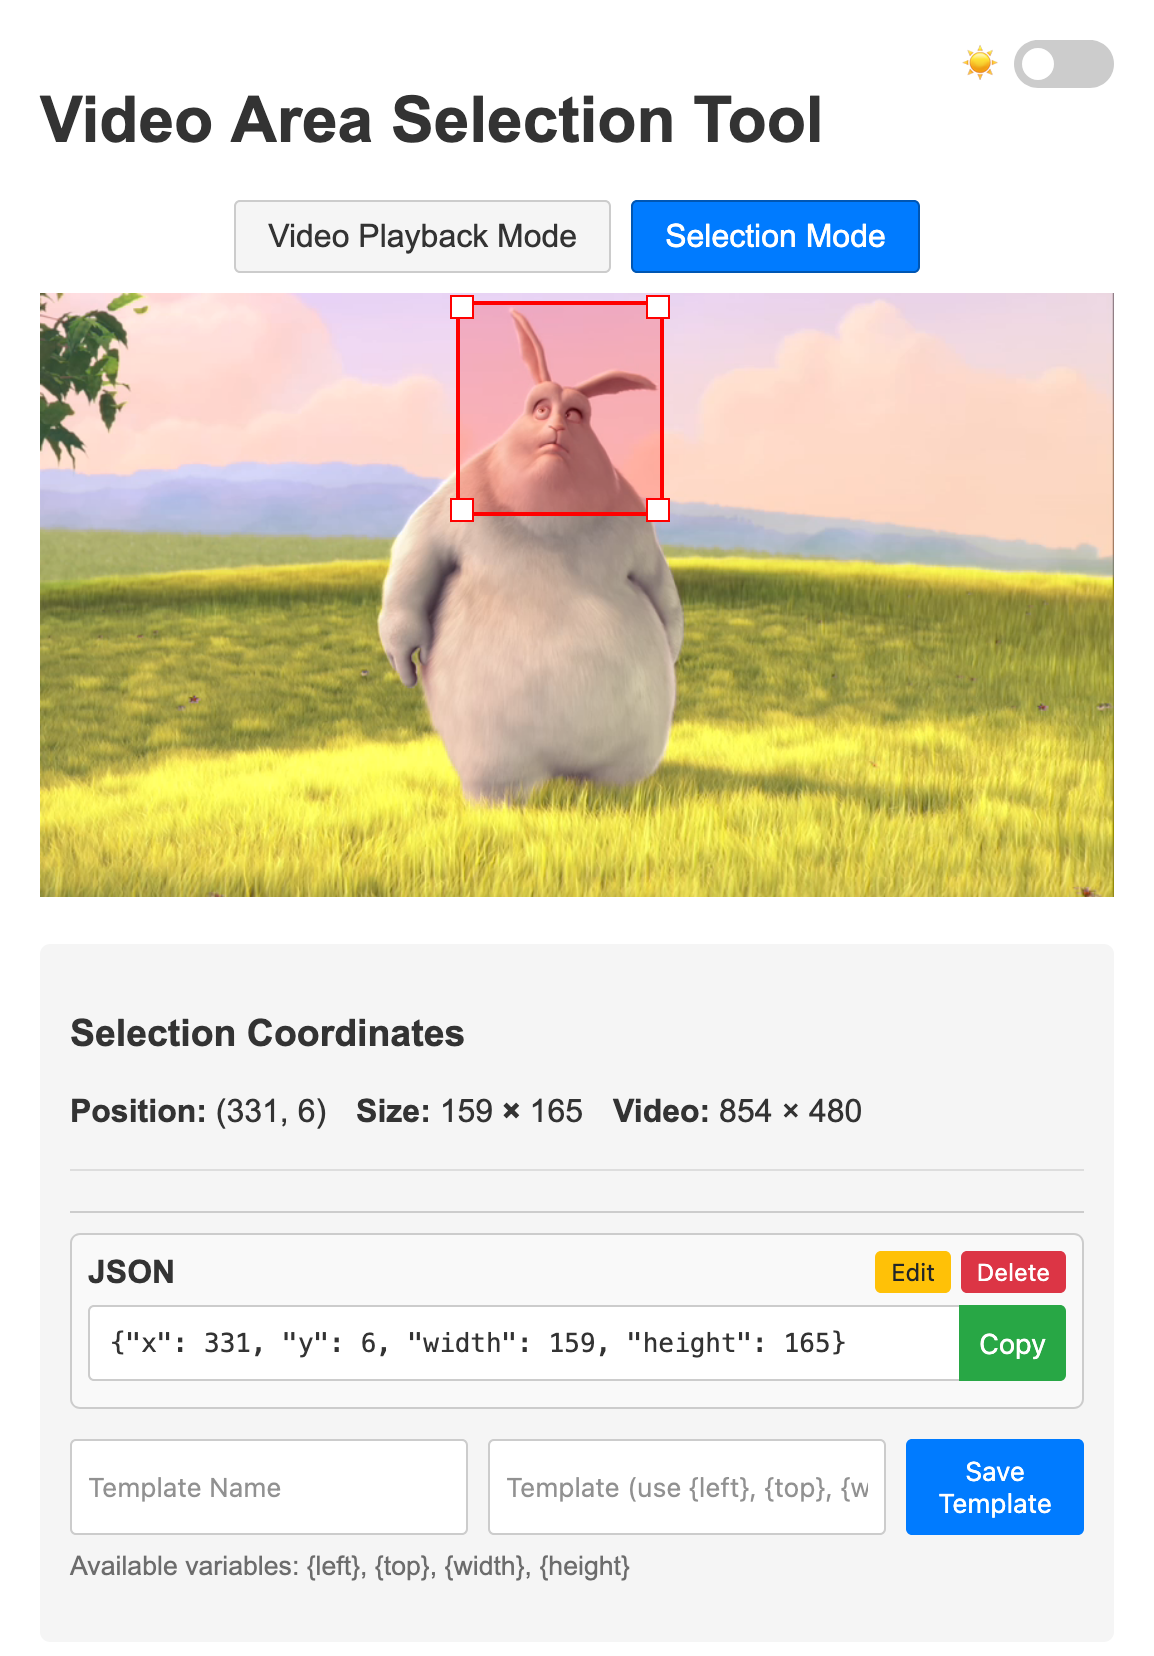 Video Area Selection Tool
Video Playback Mode
Selection Mode
Selection Coordinates
Position: (331, 6) Size: 159 × 165 Video: 854 × 480
JSON
Edit
Delete
{"x": 331, "y": 6, "width": 159, "height": 165}
Copy
Template Name
Template (use {left}, {top}, {w
Save
Template
Available variables: {left}, {top}, {width}, {height}